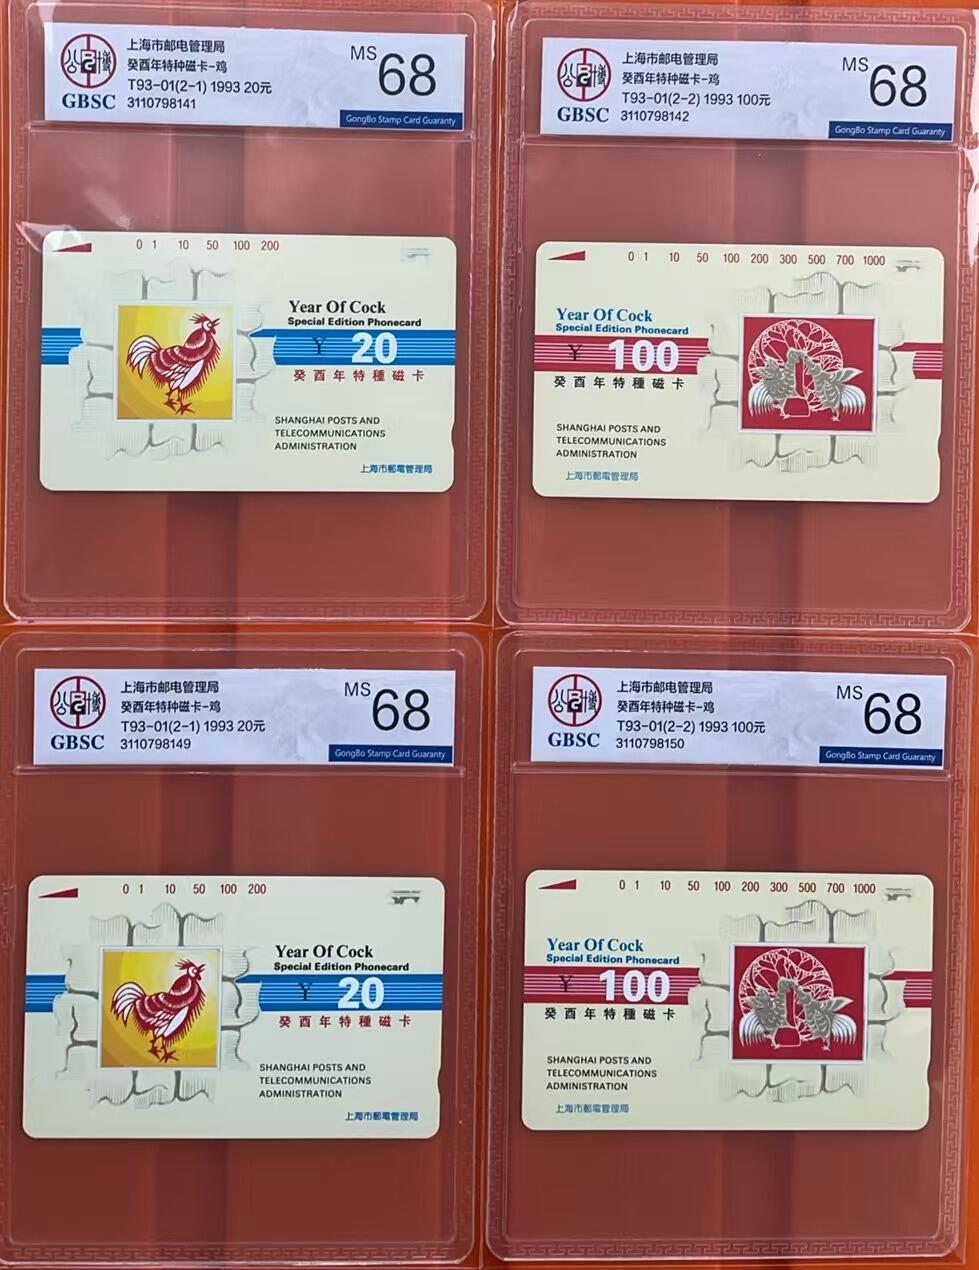 上海市邮电管理局
癸酉年特种磁卡-鸡
T93-01(2-1) 1993 20元
3110798141
GBSC
MS 68
GongBo Stamp Card Guaranty
0 1 10 50 100 200
Year Of Cock
Special Edition Phonecard
¥ 20
癸酉年特種磁卡
SHANGHAI POSTS AND
TELECOMMUNICATIONS
ADMINISTRATION
上海市郵電管理局
上海市邮电管理局
癸酉年特种磁卡-鸡
T93-01(2-2) 1993 100元
3110798142
GBSC
MS 68
GongBo Stamp Card Guaranty
0 1 10 50 100 200 300 500 700 1000
Year Of Cock
Special Edition Phonecard
¥ 100
癸酉年特種磁卡
SHANGHAI POSTS AND
TELECOMMUNICATIONS
ADMINISTRATION
上海市郵電管理局
上海市邮电管理局
癸酉年特种磁卡-鸡
T93-01(2-1) 1993 20元
3110798149
GBSC
MS 68
GongBo Stamp Card Guaranty
0 1 10 50 100 200
Year Of Cock
Special Edition Phonecard
¥ 20
癸酉年特種磁卡
SHANGHAI POSTS AND
TELECOMMUNICATIONS
ADMINISTRATION
上海市郵電管理局
上海市邮电管理局
癸酉年特种磁卡-鸡
T93-01(2-2) 1993 100元
3110798150
GBSC
MS 68
GongBo Stamp Card Guaranty
0 1 10 50 100 200 300 500 700 1000
Year Of Cock
Special Edition Phonecard
¥ 100
癸酉年特種磁卡
SHANGHAI POSTS AND
TELECOMMUNICATIONS
ADMINISTRATION
上海市郵電管理局